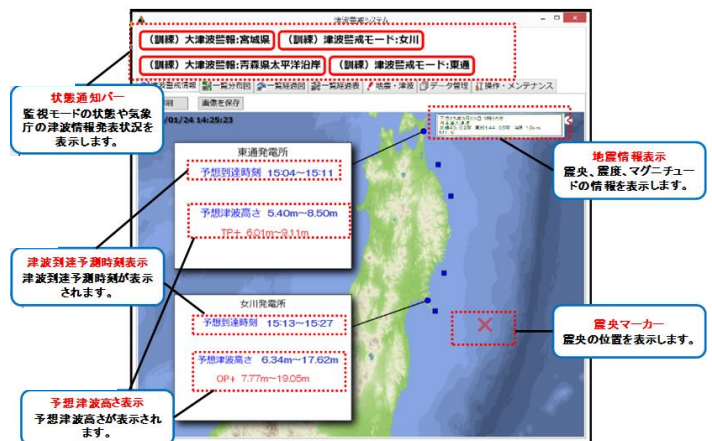 津波監視システム
(訓練) 大津波警報:宮城県 (訓練) 津波警戒モード:女川
(訓練) 大津波警報:青森県太平洋沿岸 (訓練) 津波警戒モード:東通
津波警戒情報 一覧分布図 一覧経過図 一覧経過表 地震・津波 データ管理 操作・メンテナンス
画像を保存
/01/24 14:25:23
状態通知バー
監視モードの状態や気象
庁の津波情報発表状況を
表示します。
東通発電所
予想到達時刻 15:04~15:11
予想津波高さ 5.40m~8.50m
TP+ 6.01m~9.11m
地震情報表示
震央、震度、マグニチュー
ドの情報を表示します。
津波到達予測時刻表示
津波到達予測時刻が表示
されます。
女川発電所
予想到達時刻 15:13~15:27
予想津波高さ 6.34m~17.62m
OP+ 7.77m~19.05m
震央マーカー
震央の位置を表示します。
予想津波高さ表示
予想津波高さが表示され
ます。